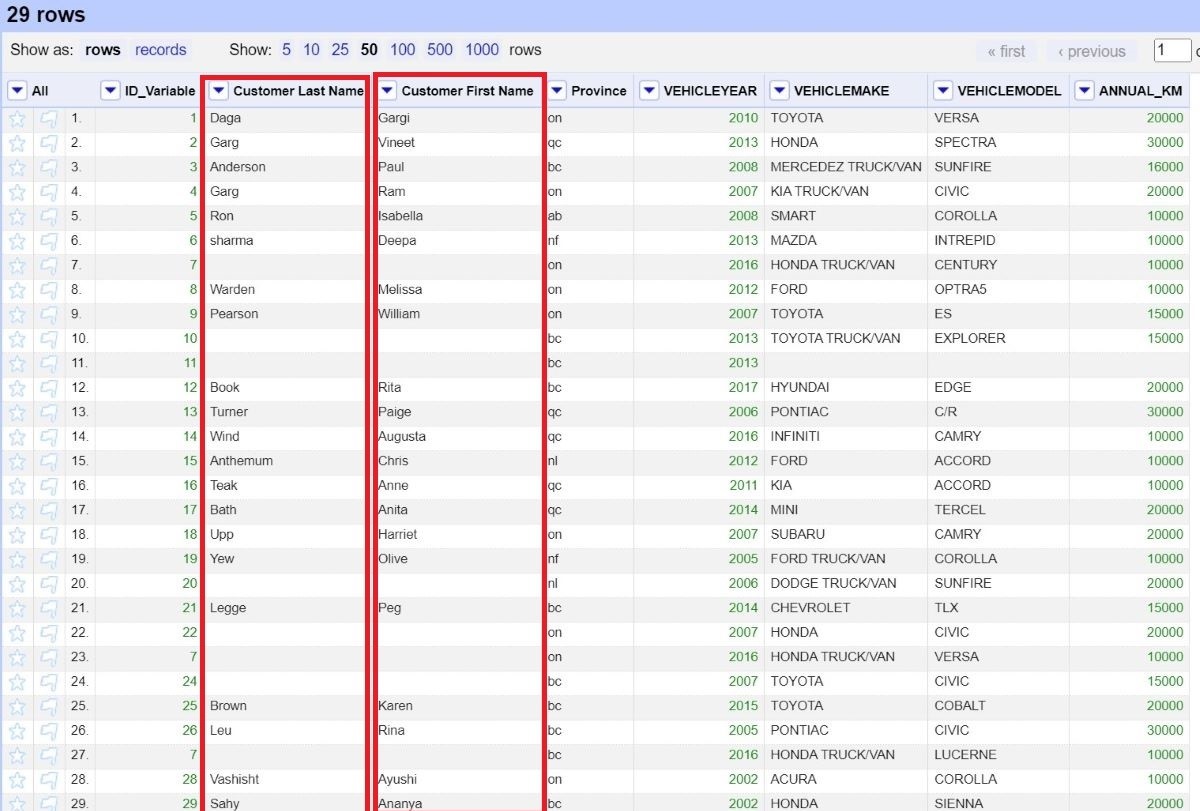 29 rows
Show as: rows records Show: 5 10 25 50 100 500 1000 rows « first ‹ previous 1
All ID_Variable Customer Last Name Customer First Name Province VEHICLEYEAR VEHICLEMAKE VEHICLEMODEL ANNUAL_KM
1. 1 Daga Gargi on 2010 TOYOTA VERSA 20000
2. 2 Garg Vineet qc 2013 HONDA SPECTRA 30000
3. 3 Anderson Paul bc 2008 MERCEDEZ TRUCK/VAN SUNFIRE 16000
4. 4 Garg Ram on 2007 KIA TRUCK/VAN CIVIC 20000
5. 5 Ron Isabella ab 2008 SMART COROLLA 10000
6. 6 sharma Deepa nf 2013 MAZDA INTREPID 10000
7. 7 on 2016 HONDA TRUCK/VAN CENTURY 10000
8. 8 Warden Melissa on 2012 FORD OPTRA5 10000
9. 9 Pearson William on 2007 TOYOTA ES 15000
10. 10 bc 2013 TOYOTA TRUCK/VAN EXPLORER 15000
11. 11 bc 2013
12. 12 Book Rita bc 2017 HYUNDAI EDGE 20000
13. 13 Turner Paige qc 2006 PONTIAC C/R 30000
14. 14 Wind Augusta qc 2016 INFINITI CAMRY 10000
15. 15 Anthemum Chris nl 2012 FORD ACCORD 10000
16. 16 Teak Anne qc 2011 KIA ACCORD 10000
17. 17 Bath Anita qc 2014 MINI TERCEL 20000
18. 18 Upp Harriet on 2007 SUBARU CAMRY 20000
19. 19 Yew Olive nf 2005 FORD TRUCK/VAN COROLLA 10000
20. 20 nl 2006 DODGE TRUCK/VAN SUNFIRE 20000
21. 21 Legge Peg bc 2014 CHEVROLET TLX 15000
22. 22 on 2007 HONDA CIVIC 20000
23. 7 on 2016 HONDA TRUCK/VAN VERSA 10000
24. 24 bc 2007 TOYOTA CIVIC 15000
25. 25 Brown Karen bc 2015 TOYOTA COBALT 20000
26. 26 Leu Rina bc 2005 PONTIAC CIVIC 30000
27. 7 bc 2016 HONDA TRUCK/VAN LUCERNE 10000
28. 28 Vashisht Ayushi on 2002 ACURA COROLLA 10000
29. 29 Sahy Ananya bc 2002 HONDA SIENNA 20000